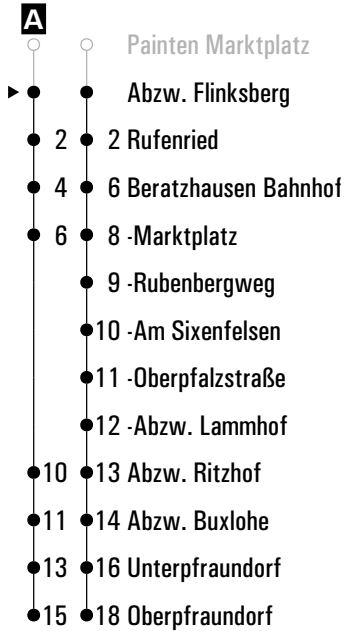 A
Painten Marktplatz
Abzw. Flinksberg
2 2 Rufenried
4 6 Beratzhausen Bahnhof
6 8 -Marktplatz
9 -Rubenbergweg
10 -Am Sixenfelsen
11 -Oberpfalzstraße
12 -Abzw. Lammhof
10 13 Abzw. Ritzhof
11 14 Abzw. Buxlohe
13 16 Unterpfraundorf
15 18 Oberpfraundorf